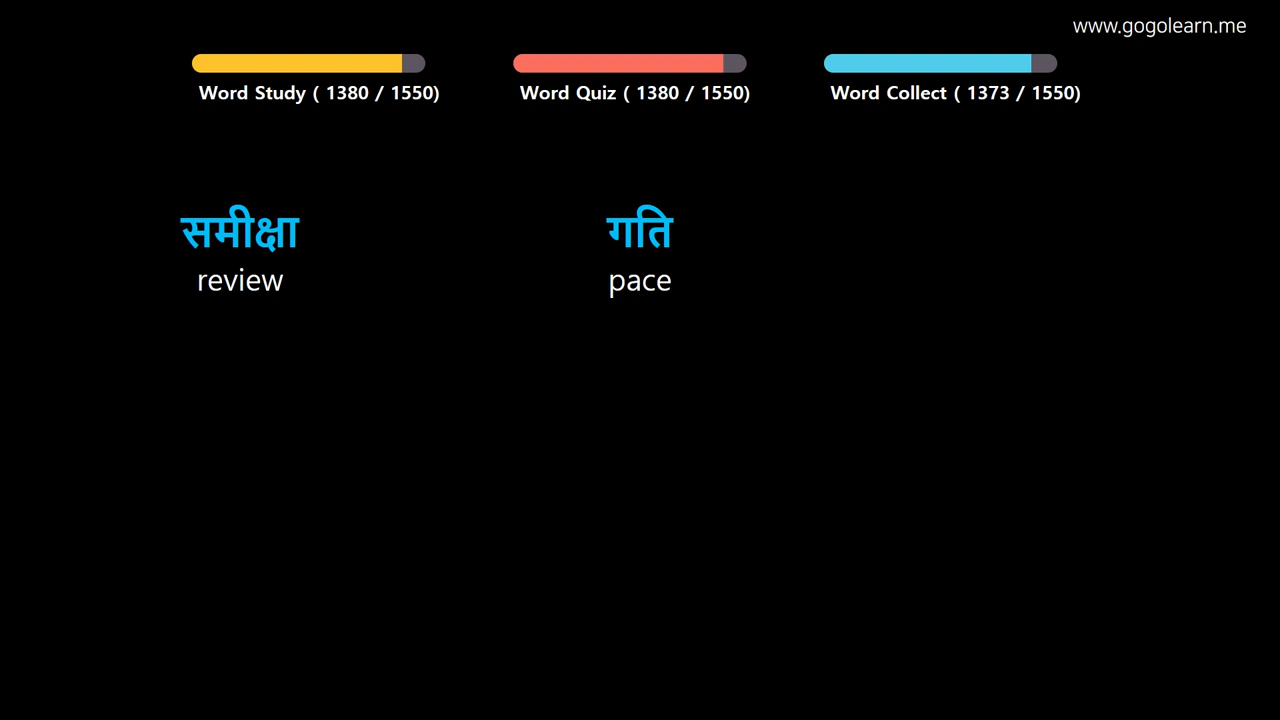 www.gogolearn.me
Word Study ( 1380 / 1550)
Word Quiz ( 1380 / 1550)
Word Collect ( 1373 / 1550)
समीक्षा
गति
review
pace